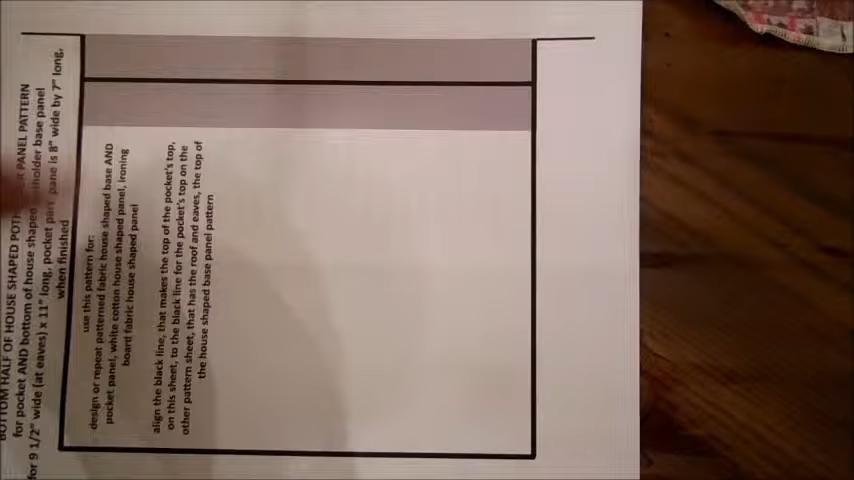 BOTTOM HALF OF HOUSE SHAPED PANEL PATTERN
for pocket AND bottom of house shaped base panel
for 9 1/2" wide (at eaves) x 11" long, pocket pane is 8" wide by 7" long,
when finished
use this pattern for:
design or repeat patterned fabric house shaped base AND
pocket panel, white cotton house shaped panel, ironing
board fabric house shaped panel
align the black line, that makes the top of the pocket's top,
on this sheet, to the black line for the pocket's top on the
other pattern sheet, that has the roof and eaves, the top of
the house shaped base panel pattern